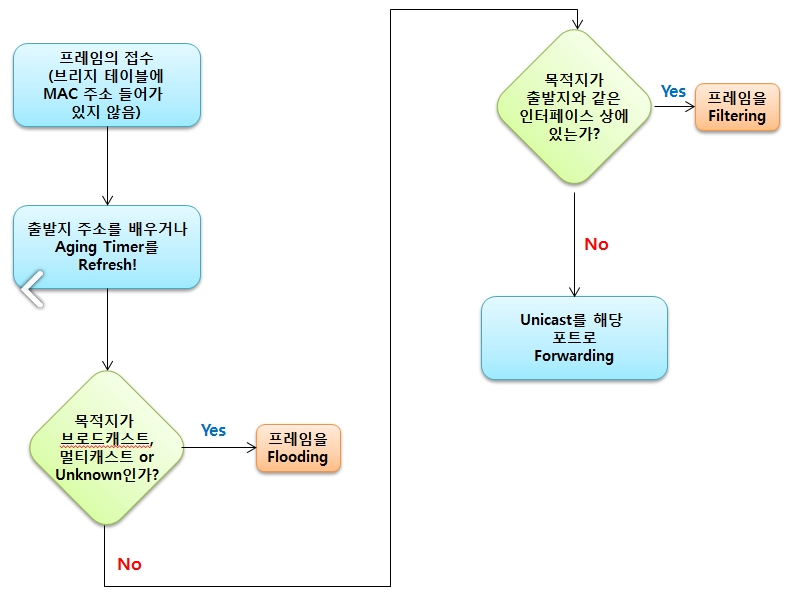 프레임의 접수
(브리지 테이블에
MAC 주소 들어가
있지 않음)
출발지 주소를 배우거나
Aging Timer를
Refresh!
목적지가
브로드캐스트,
멀티캐스트 or
Unknown인가?
Yes
프레임을
Flooding
No
목적지가
출발지와 같은
인터페이스 상에
있는가?
Yes
프레임을
Filtering
No
Unicast를 해당
포트로
Forwarding